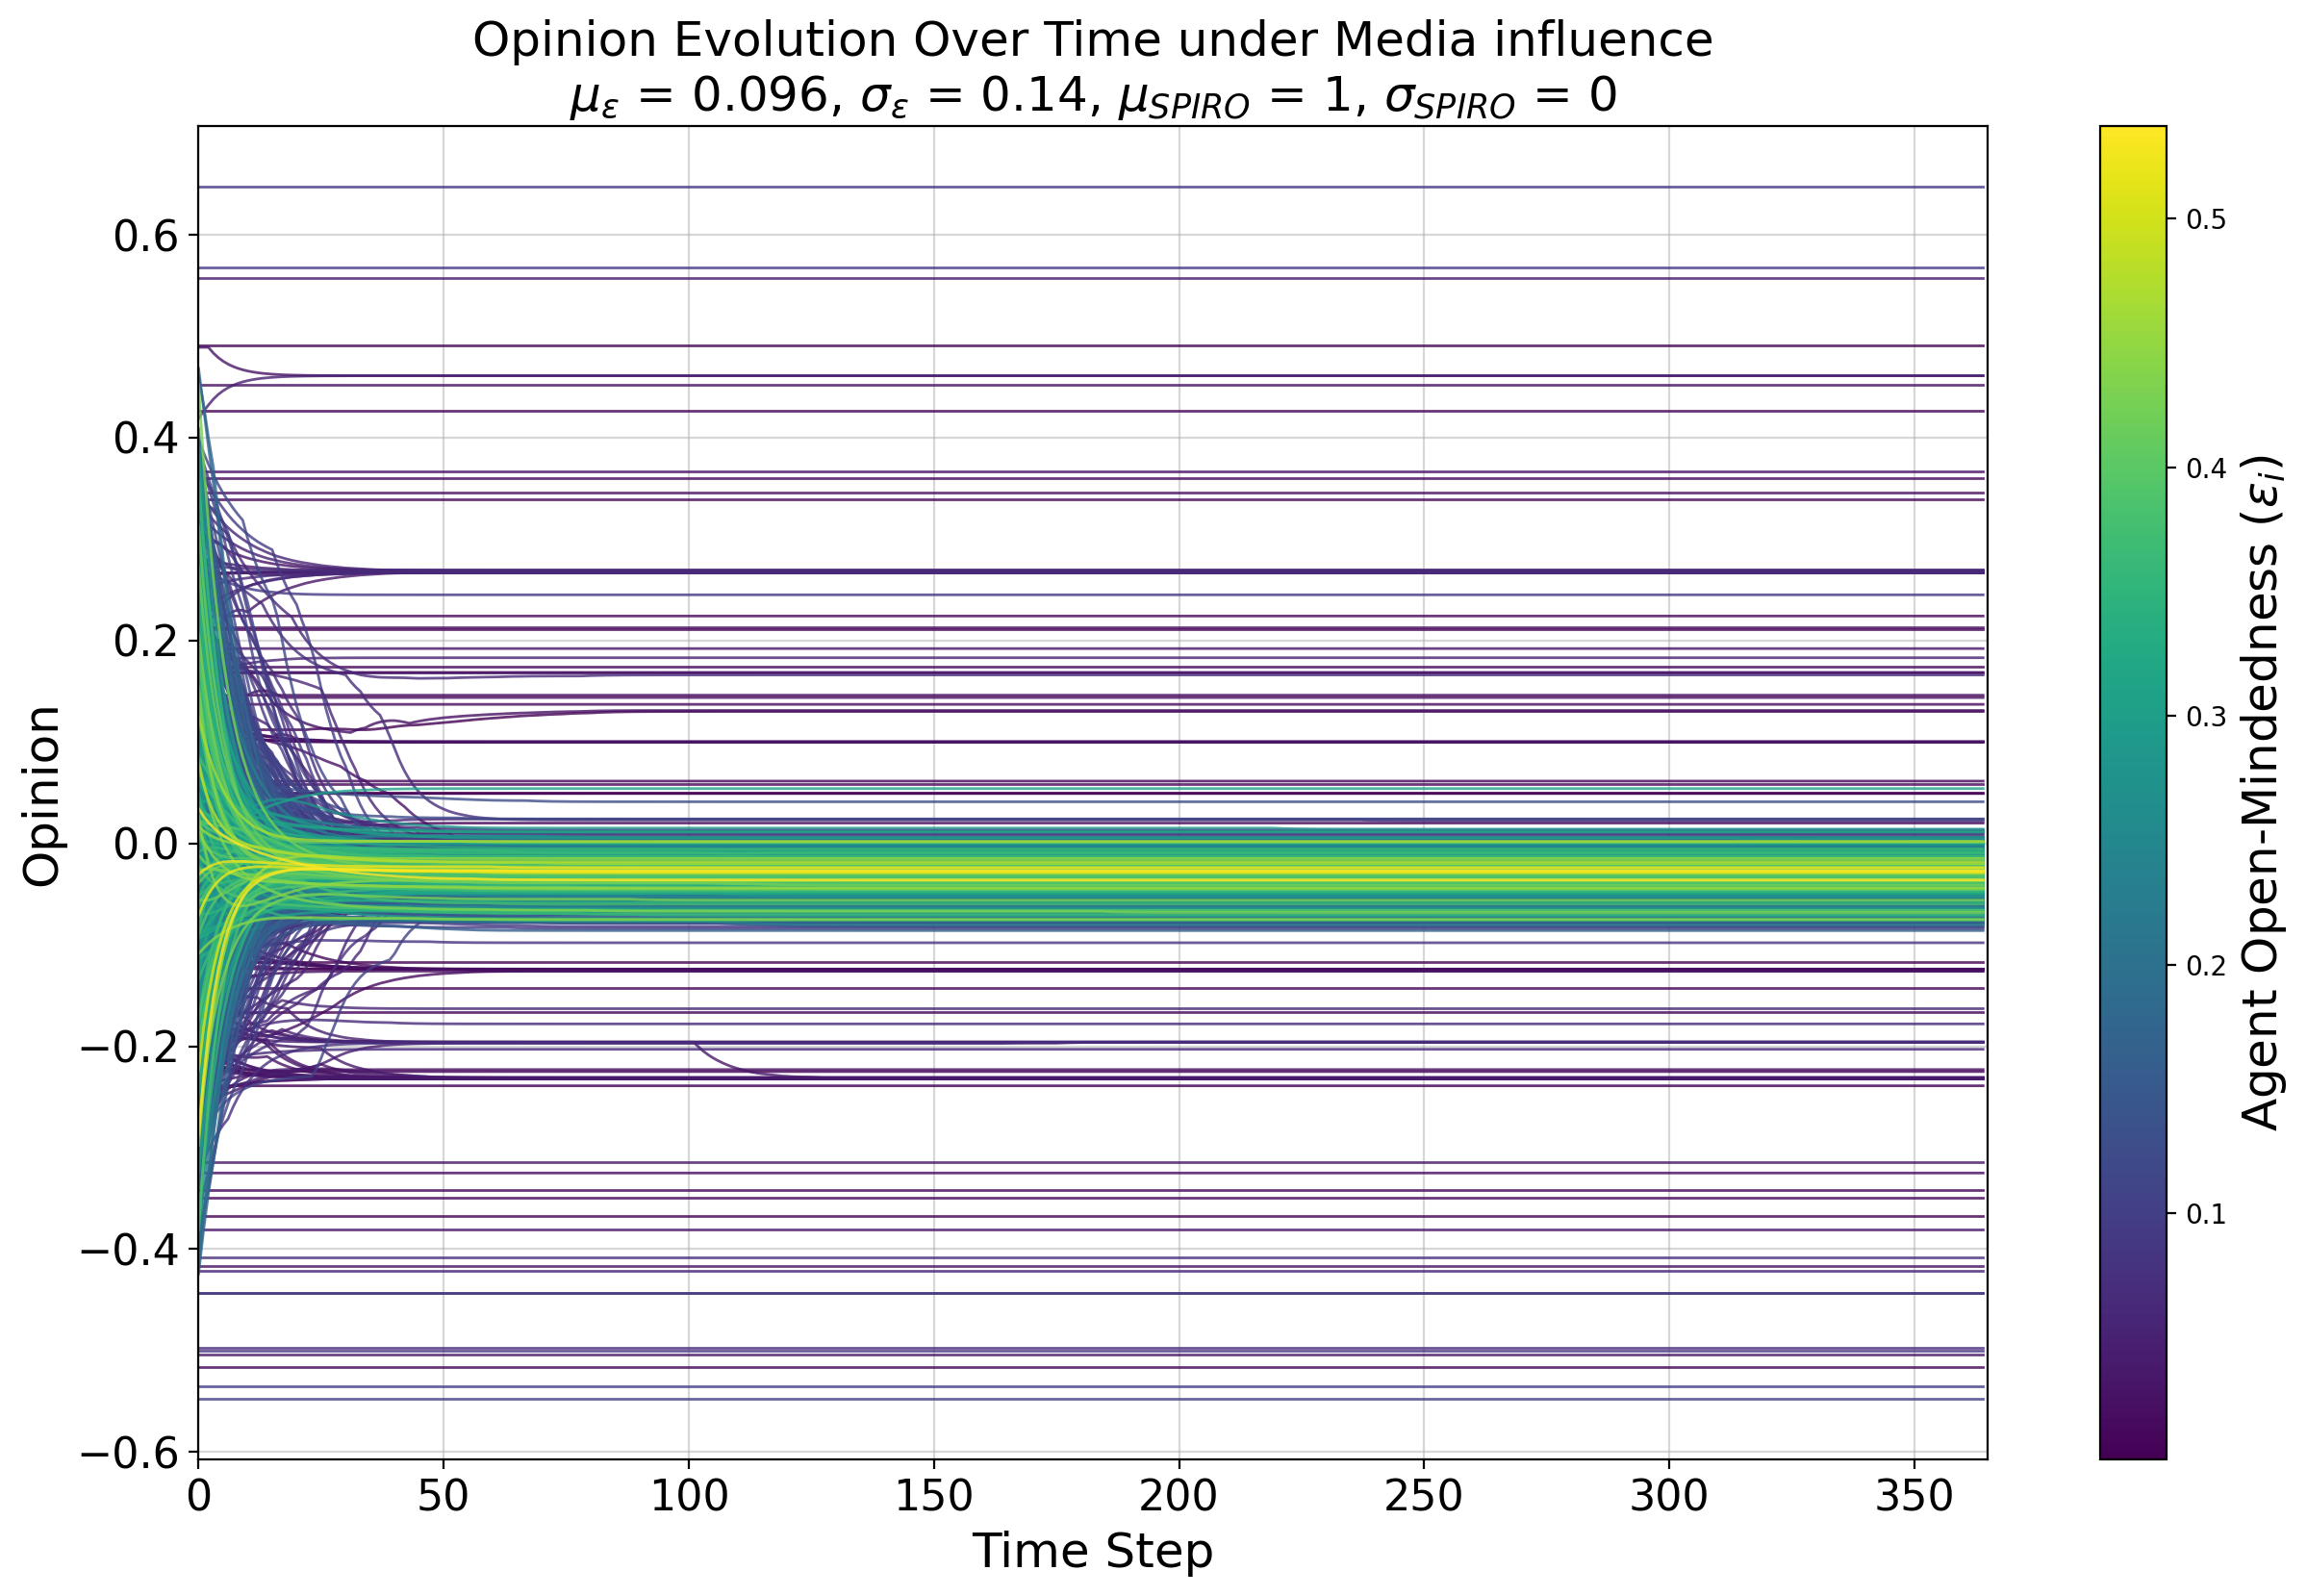 Opinion Evolution Over Time under Media influence
μ_ε = 0.096, σ_ε = 0.14, μ_SPIRO = 1, σ_SPIRO = 0
Opinion
0.6
0.4
0.2
0.0
−0.2
−0.4
−0.6
0 50 100 150 200 250 300 350
Time Step
0.5
0.4
0.3
0.2
0.1
Agent Open-Mindedness (ε_i)